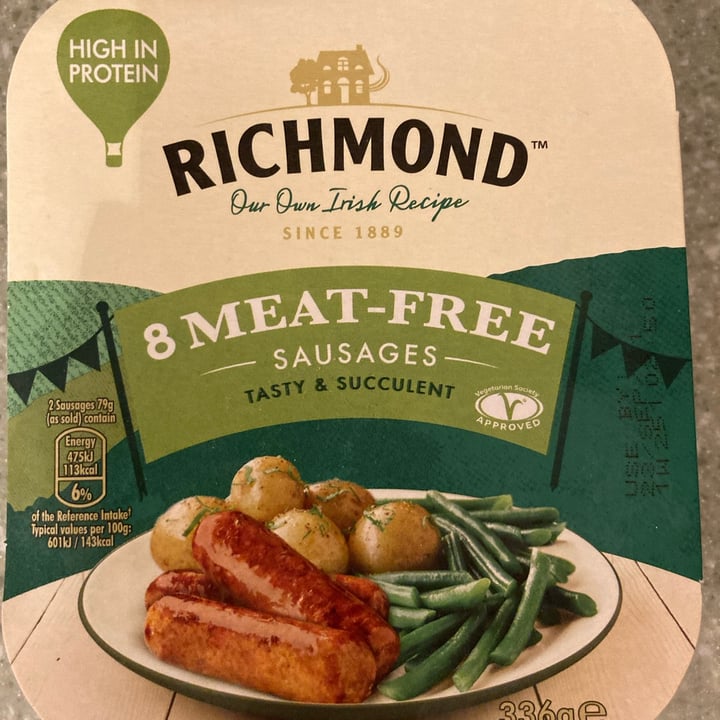 HIGH IN
PROTEIN
RICHMOND™
Our Own Irish Recipe
SINCE 1889
8 MEAT-FREE
SAUSAGES
TASTY & SUCCULENT
Vegetarian Society
APPROVED
2 Sausages 79g
(as sold) contain
Energy
475kJ
113kcal
6%
of the Reference Intake†
Typical values per 100g:
601kJ / 143kcal
USE BY
336g℮